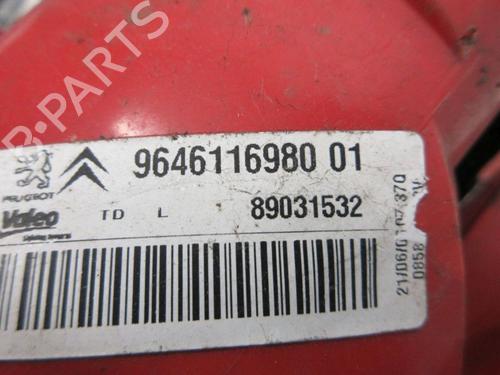 9646116980 01
PEUGEOT
Valeo
TD L 89031532
B-PARTS